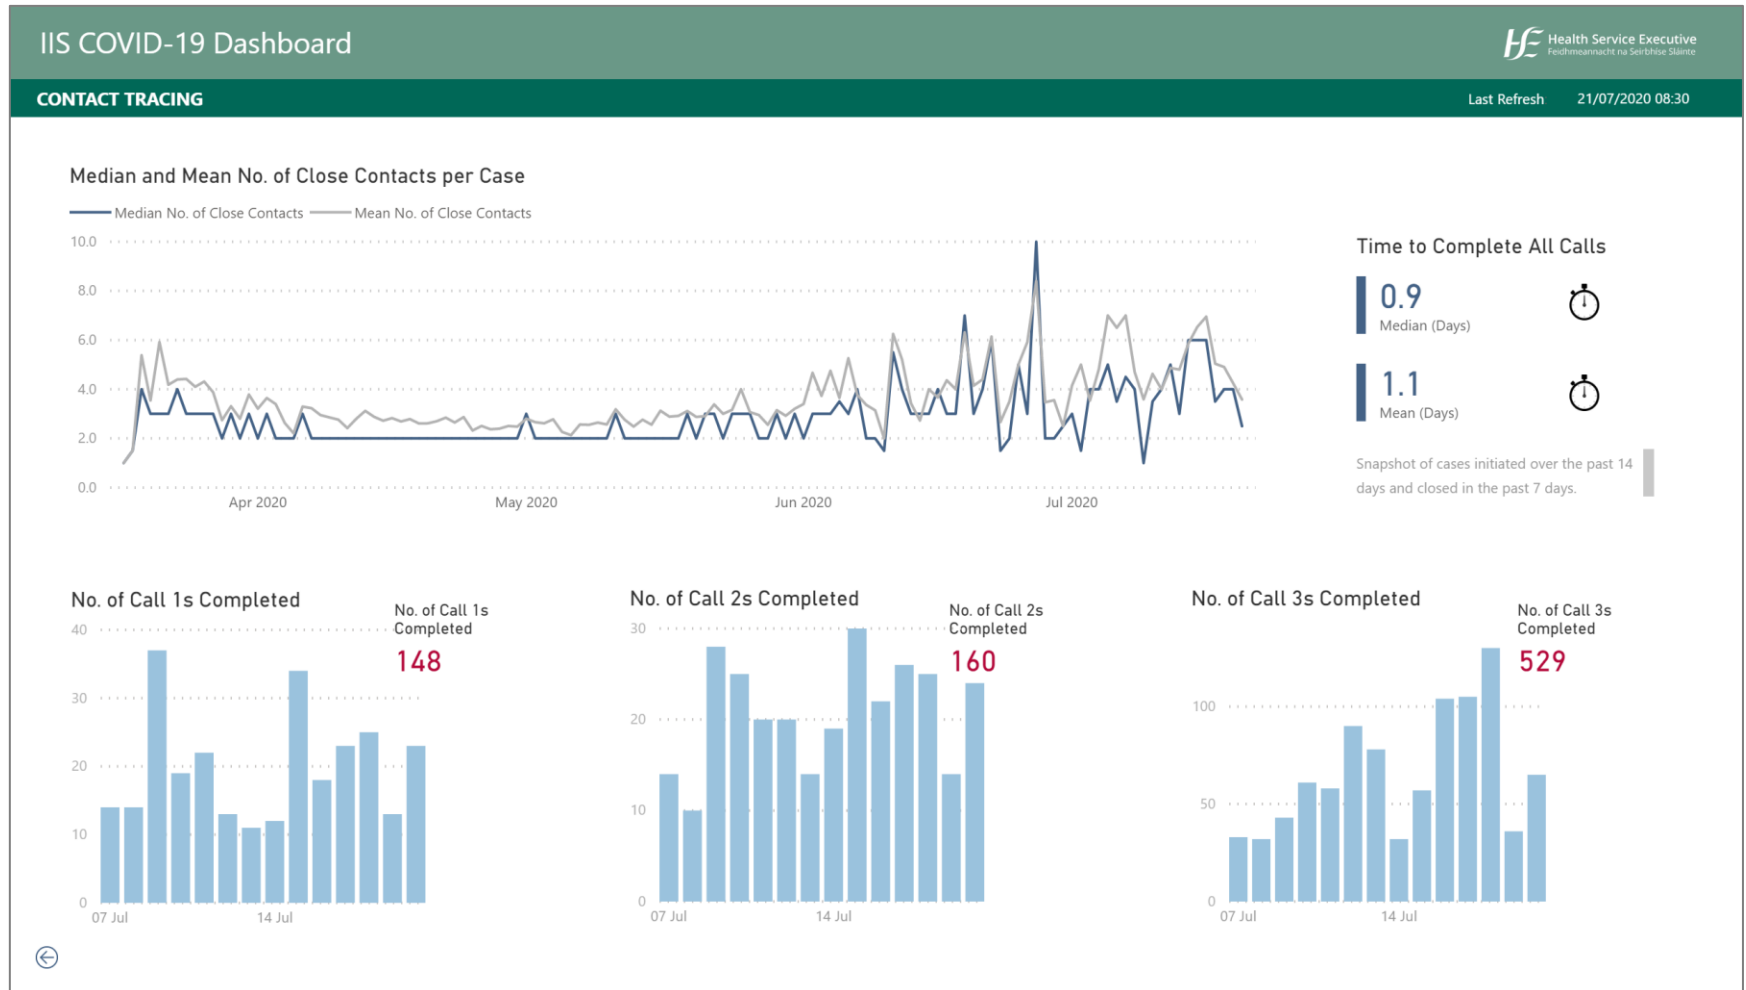 IIS COVID-19 Dashboard
Health Service Executive
Feidhmeannacht na Seirbhíse Sláinte
CONTACT TRACING
Last Refresh 21/07/2020 08:30
Median and Mean No. of Close Contacts per Case
Median No. of Close Contacts Mean No. of Close Contacts
10.0
8.0
6.0
4.0
2.0
0.0
Apr 2020 May 2020 Jun 2020 Jul 2020
Time to Complete All Calls
0.9
Median (Days)
1.1
Mean (Days)
Snapshot of cases initiated over the past 14
days and closed in the past 7 days.
No. of Call 1s Completed
No. of Call 1s
Completed
148
40
30
20
10
0
07 Jul 14 Jul
No. of Call 2s Completed
No. of Call 2s
Completed
160
30
20
10
0
07 Jul 14 Jul
No. of Call 3s Completed
No. of Call 3s
Completed
529
100
50
0
07 Jul 14 Jul